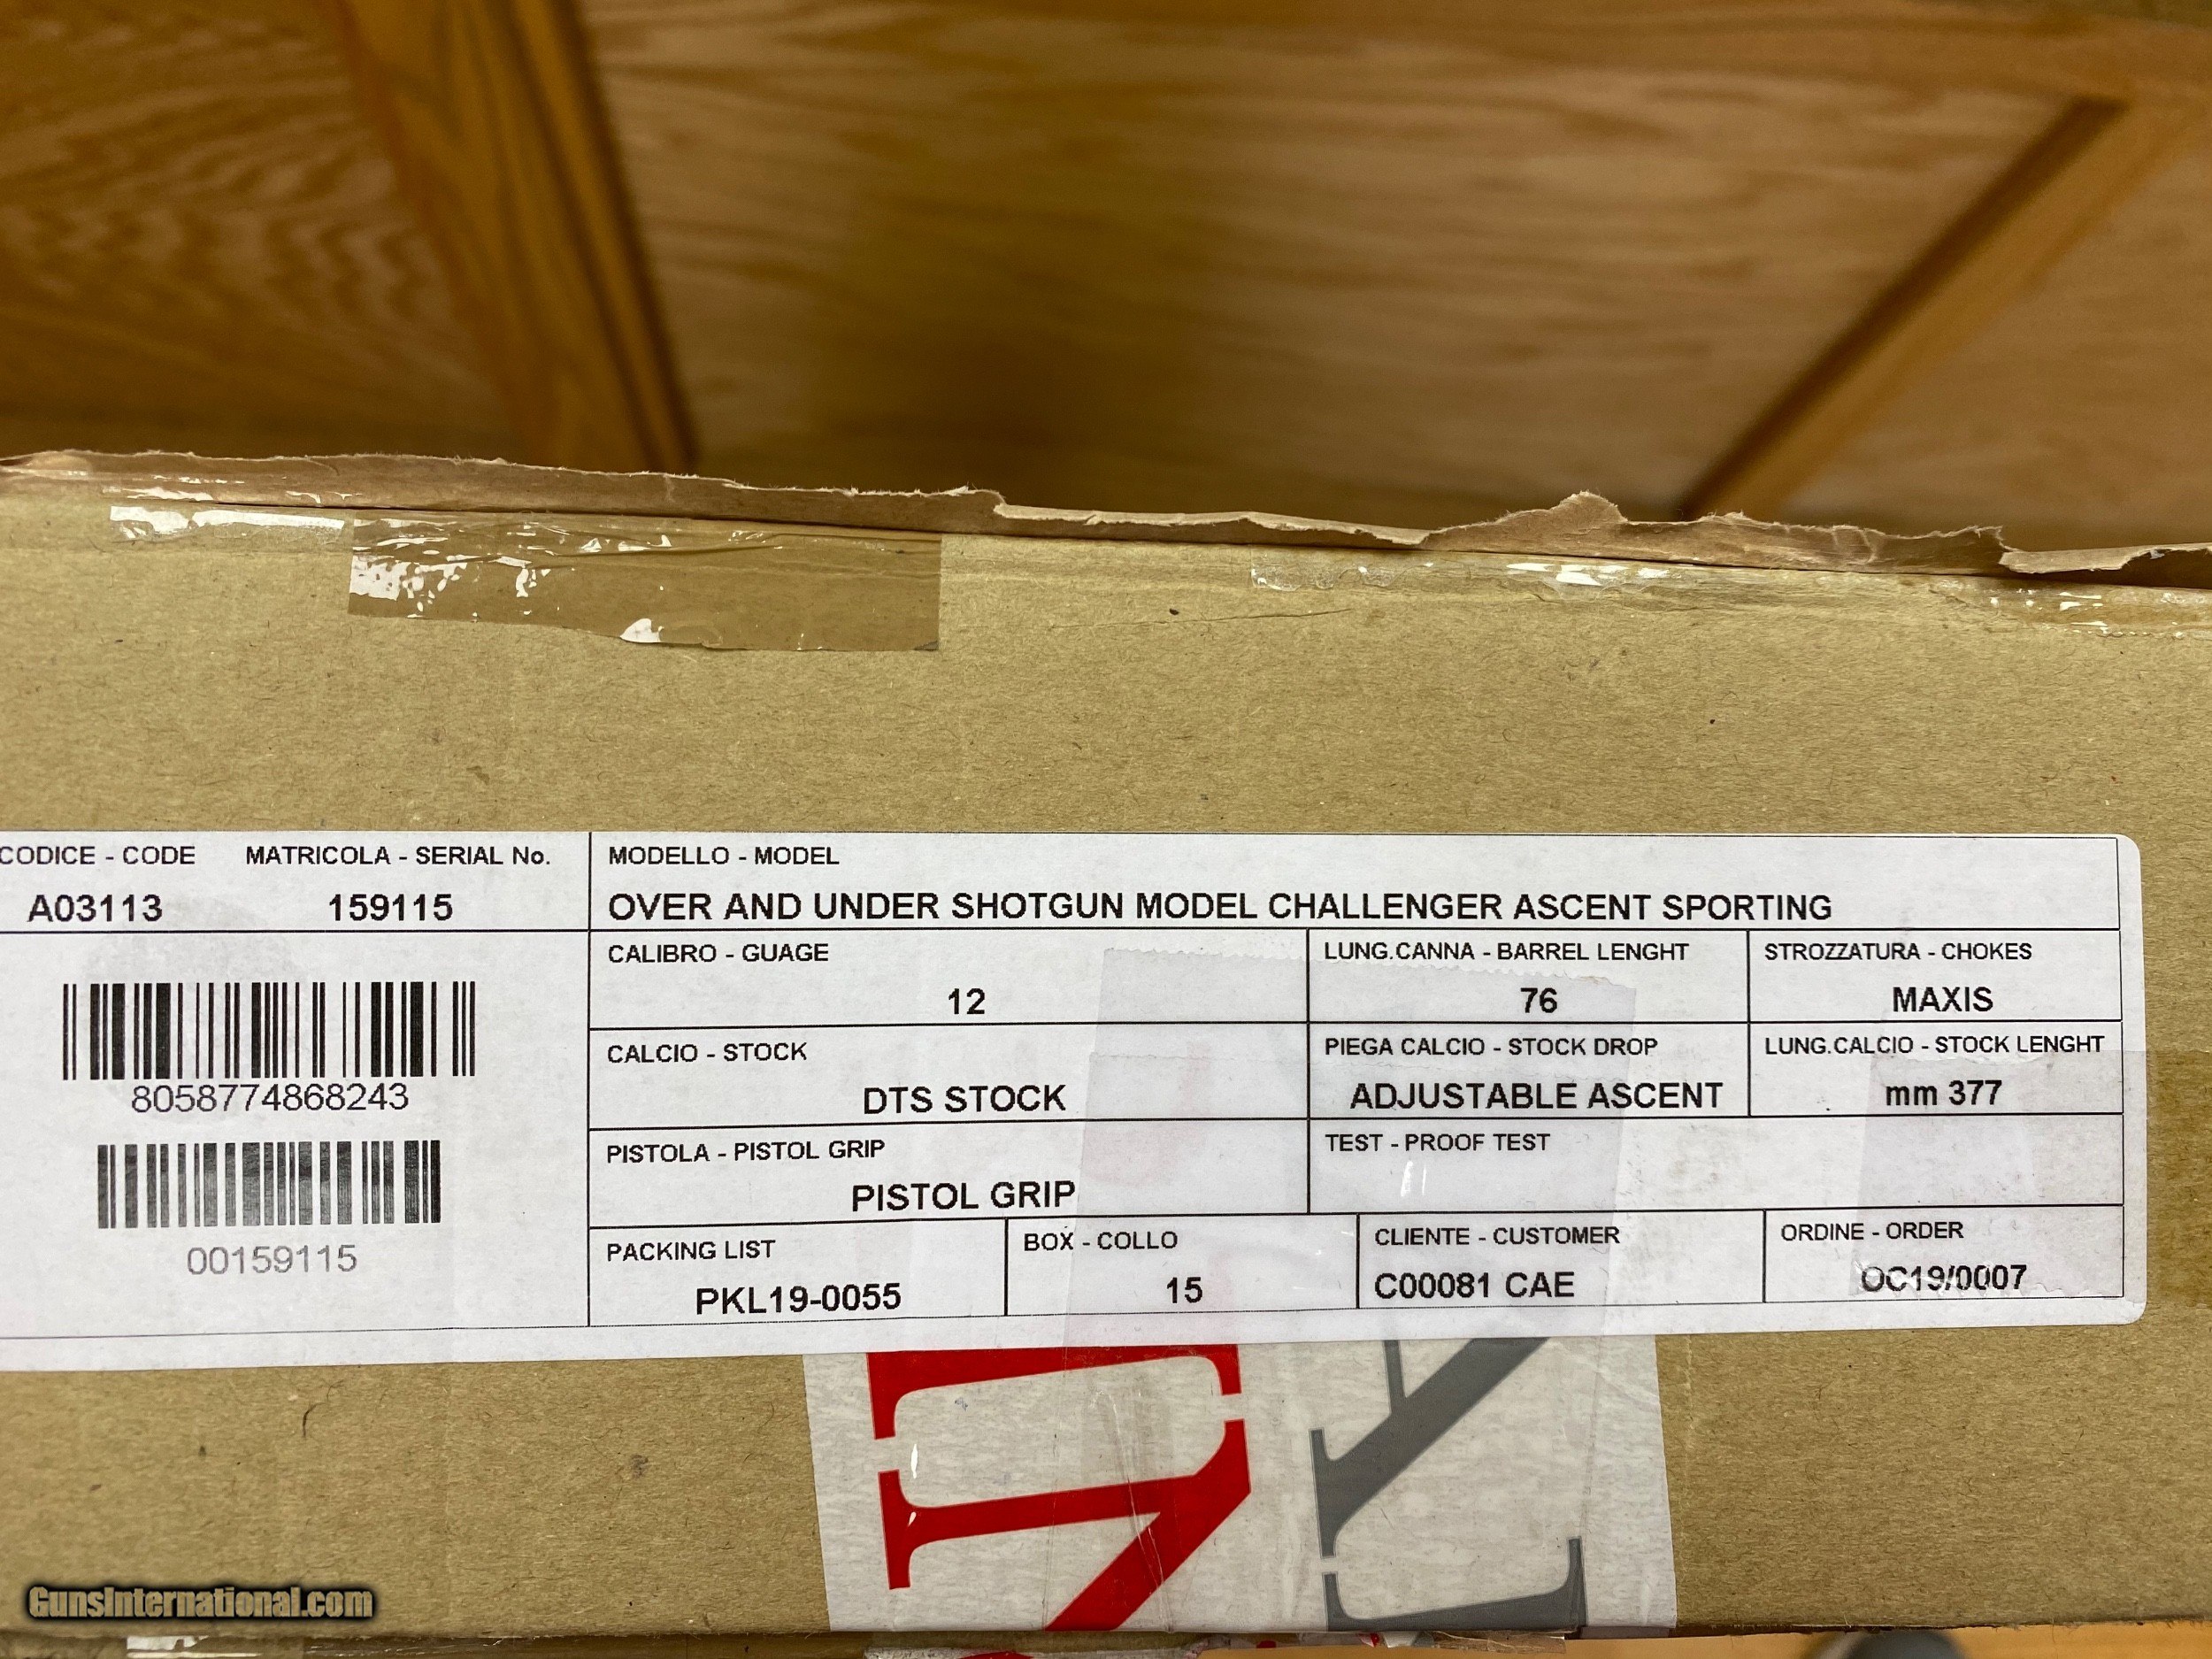 CODICE - CODE MATRICOLA - SERIAL No.
A03113 159115
8058774868243
00159115
MODELLO - MODEL
OVER AND UNDER SHOTGUN MODEL CHALLENGER ASCENT SPORTING
CALIBRO - GUAGE
12
LUNG.CANNA - BARREL LENGHT
76
STROZZATURA - CHOKES
MAXIS
CALCIO - STOCK
DTS STOCK
PIEGA CALCIO - STOCK DROP
ADJUSTABLE ASCENT
LUNG.CALCIO - STOCK LENGHT
mm 377
PISTOLA - PISTOL GRIP
PISTOL GRIP
TEST - PROOF TEST
PACKING LIST
PKL19-0055
BOX - COLLO
15
CLIENTE - CUSTOMER
C00081 CAE
ORDINE - ORDER
OC19/0007
GunsInternational.com